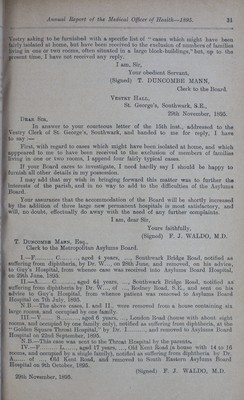 Annual Report of the Medical Officer of Health—1895. 21
Vestry asking to be furnished with a specific list of “cases which might have been
fairly isolated at home, but have been received to the exclusion of numbers of families
living in one or two rooms, often situated in a large block-buildings,” but, up to the
present time, I have not received any reply.
I am, Sir,
Your obedient Servant,
(Signed) T. DUNCOMBE MANN,
Clerk to the Board.
Vestry Hall,
St. George's, Southwark, S.E.,
29th November, 1895.
Dear Sir,
In answer to your courteous letter of the 15th inst., addressed to the
Vestry Clerk of St. George's, Southwark, and handed to me for reply, I have
to say:—
First, with regard to cases which might have been isolated at home, and which
appeared to me to have been received to the exclusion of numbers of families
living in one or two rooms, I append four fairly typical cases.
If your Board cares to investigate, I need hardly say I should be happy to
furnish all other details in my possession.
I may add that my wish in bringing forward this matter was to further the
interests of the parish, and in no way to add to the difficulties of the Asylums
Board.
Your assurance that the accommodation of the Board will be shortly increased
by the addition of three large new permanent hospitals is most satisfactory, and
will, no doubt, effectually do away with the need of any further complaints.
I am, dear Sir,
Yours faithfully,
(Signed) F. J. WALDO, M.D.
T. Duncombe Mann, Esq.,
Clerk to the Metropolitan Asylums Board.
I.—F. C , aged 4 years, Southwark Bridge Road, notified as
suffering from diphtheria, by Dr. W , on 29th June, and removed, on his advice,
to Guy's Hospital, from whence case was received into Asylums Board Hospital,
on 29th June, 1895.
II.—A. C , aged 64 years, Southwark Bridge Road, notified as
suffering from diphtheria by Dr. W , of , Rodney Road, S.E., and sent on his
advice to Guy's Hospital, from whence patient was removed to Asylums Board
Hospital on 7th July, 1895.
N.B.—The above cases, I. and II., were removed from a house containing six
large rooms, and occupied by one family.
III.—V S , aged 6 years, , London Road (house with about eight
rooms, and occupied by one family only), notified as suffering from diphtheria, at the
“Golden Square Throat Hospital,” by Dr. I , and removed to Asylums Board
Hospital on 22nd September, 1895.
N.B.—This case was sent to the Throat Hospital by the parents.
IV.—F L , aged 17 years, , Old Kent Road (a house with 14 to 16
rooms, and occupied by a single family), notified as suffering from diphtheria by Dr.
A , of , Old Kent Road, and removed to South Eastern Asylums Board
Hospital on 9th October, 1895.
(Signed) F. J. WALDO, M.D.
28th November, 1895.